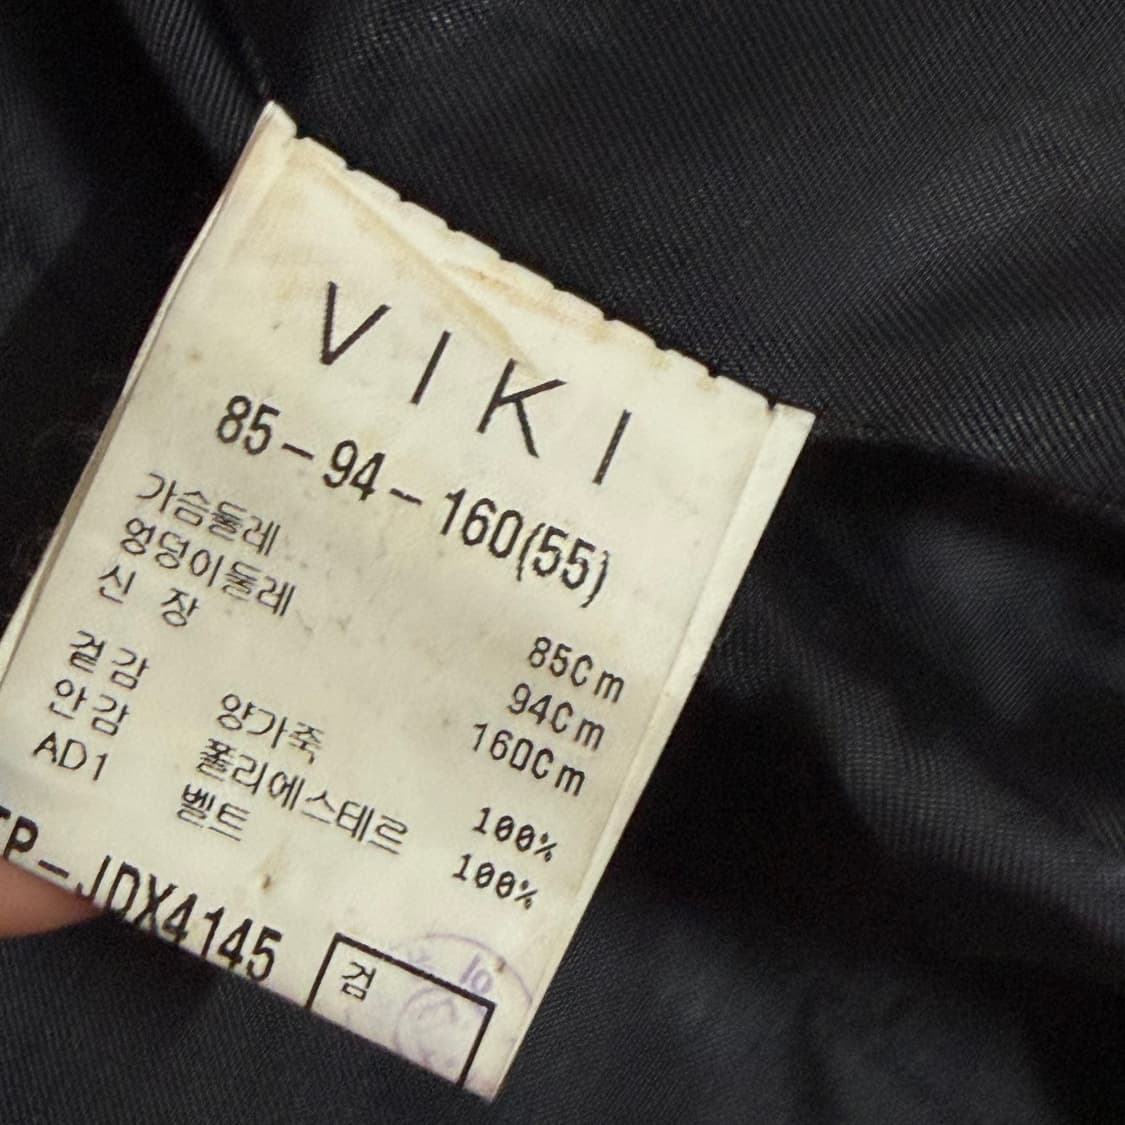 VIKI
85-94-160(55)
가슴둘레 85Cm
엉덩이둘레 94Cm
신 장 160Cm
겉감 양가죽 100%
안감 폴리에스테르 100%
AD1 벨트
P-JDX4145
검